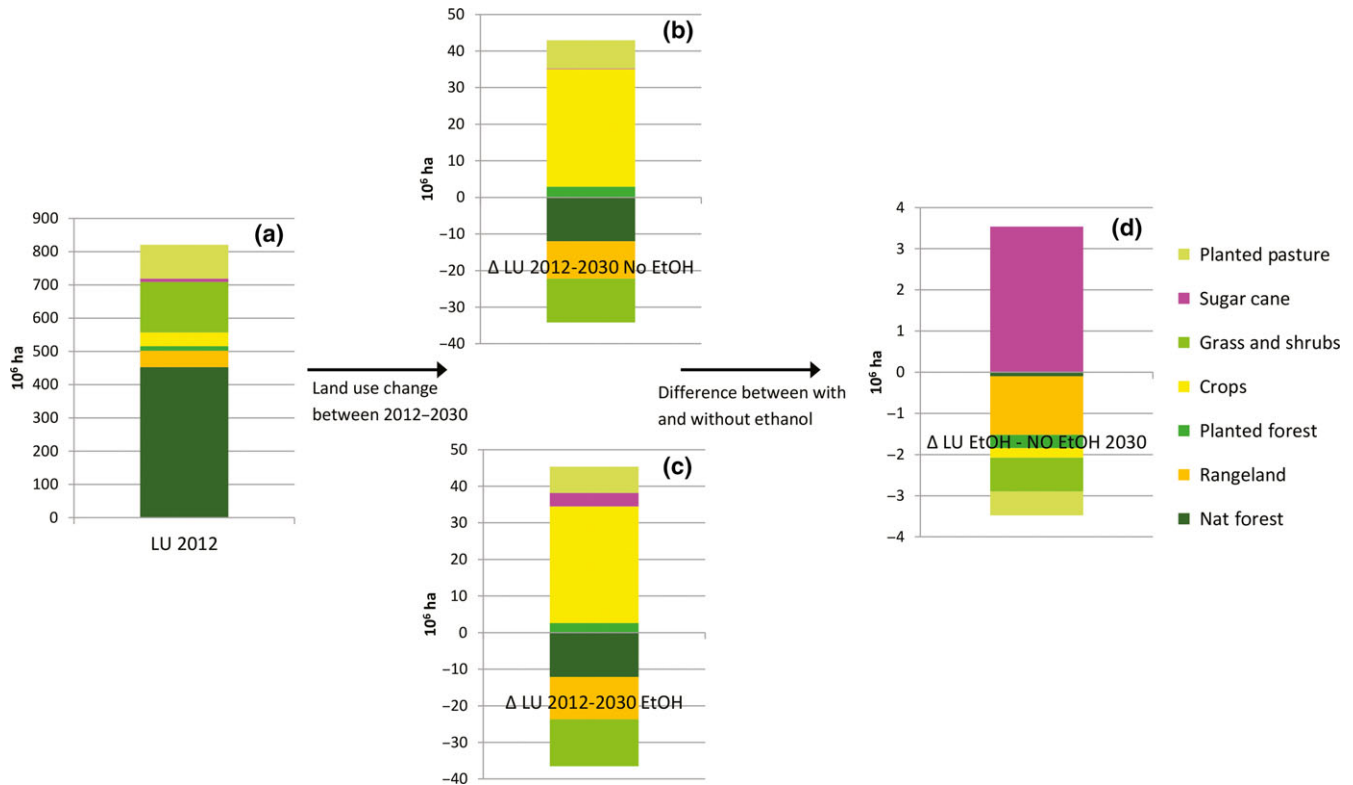 (a)
900
800
700
600
500
400
300
200
100
0
10⁶ ha
LU 2012
Land use change
between 2012–2030
(b)
50
40
30
20
10
0
−10
−20
−30
−40
10⁶ ha
Δ LU 2012-2030 No EtOH
(c)
50
40
30
20
10
0
−10
−20
−30
−40
10⁶ ha
Δ LU 2012-2030 EtOH
Difference between with
and without ethanol
(d)
4
3
2
1
0
−1
−2
−3
−4
10⁶ ha
Δ LU EtOH - NO EtOH 2030
Planted pasture
Sugar cane
Grass and shrubs
Crops
Planted forest
Rangeland
Nat forest